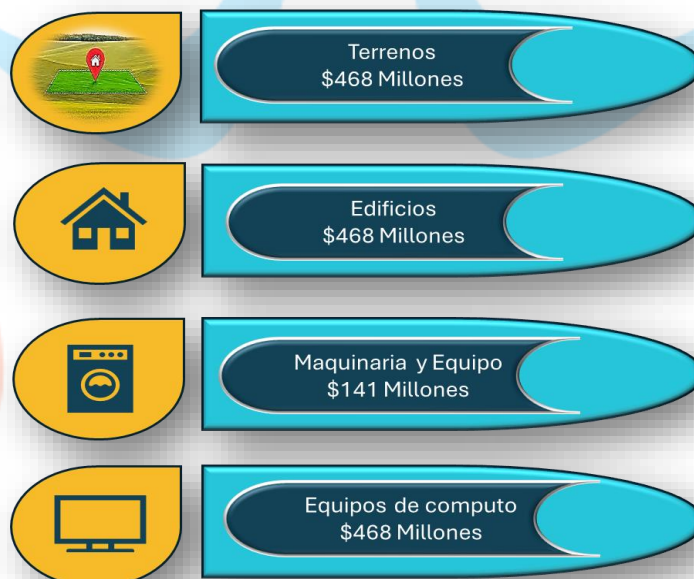 Terrenos
$468 Millones
Edificios
$468 Millones
Maquinaria y Equipo
$141 Millones
Equipos de computo
$468 Millones